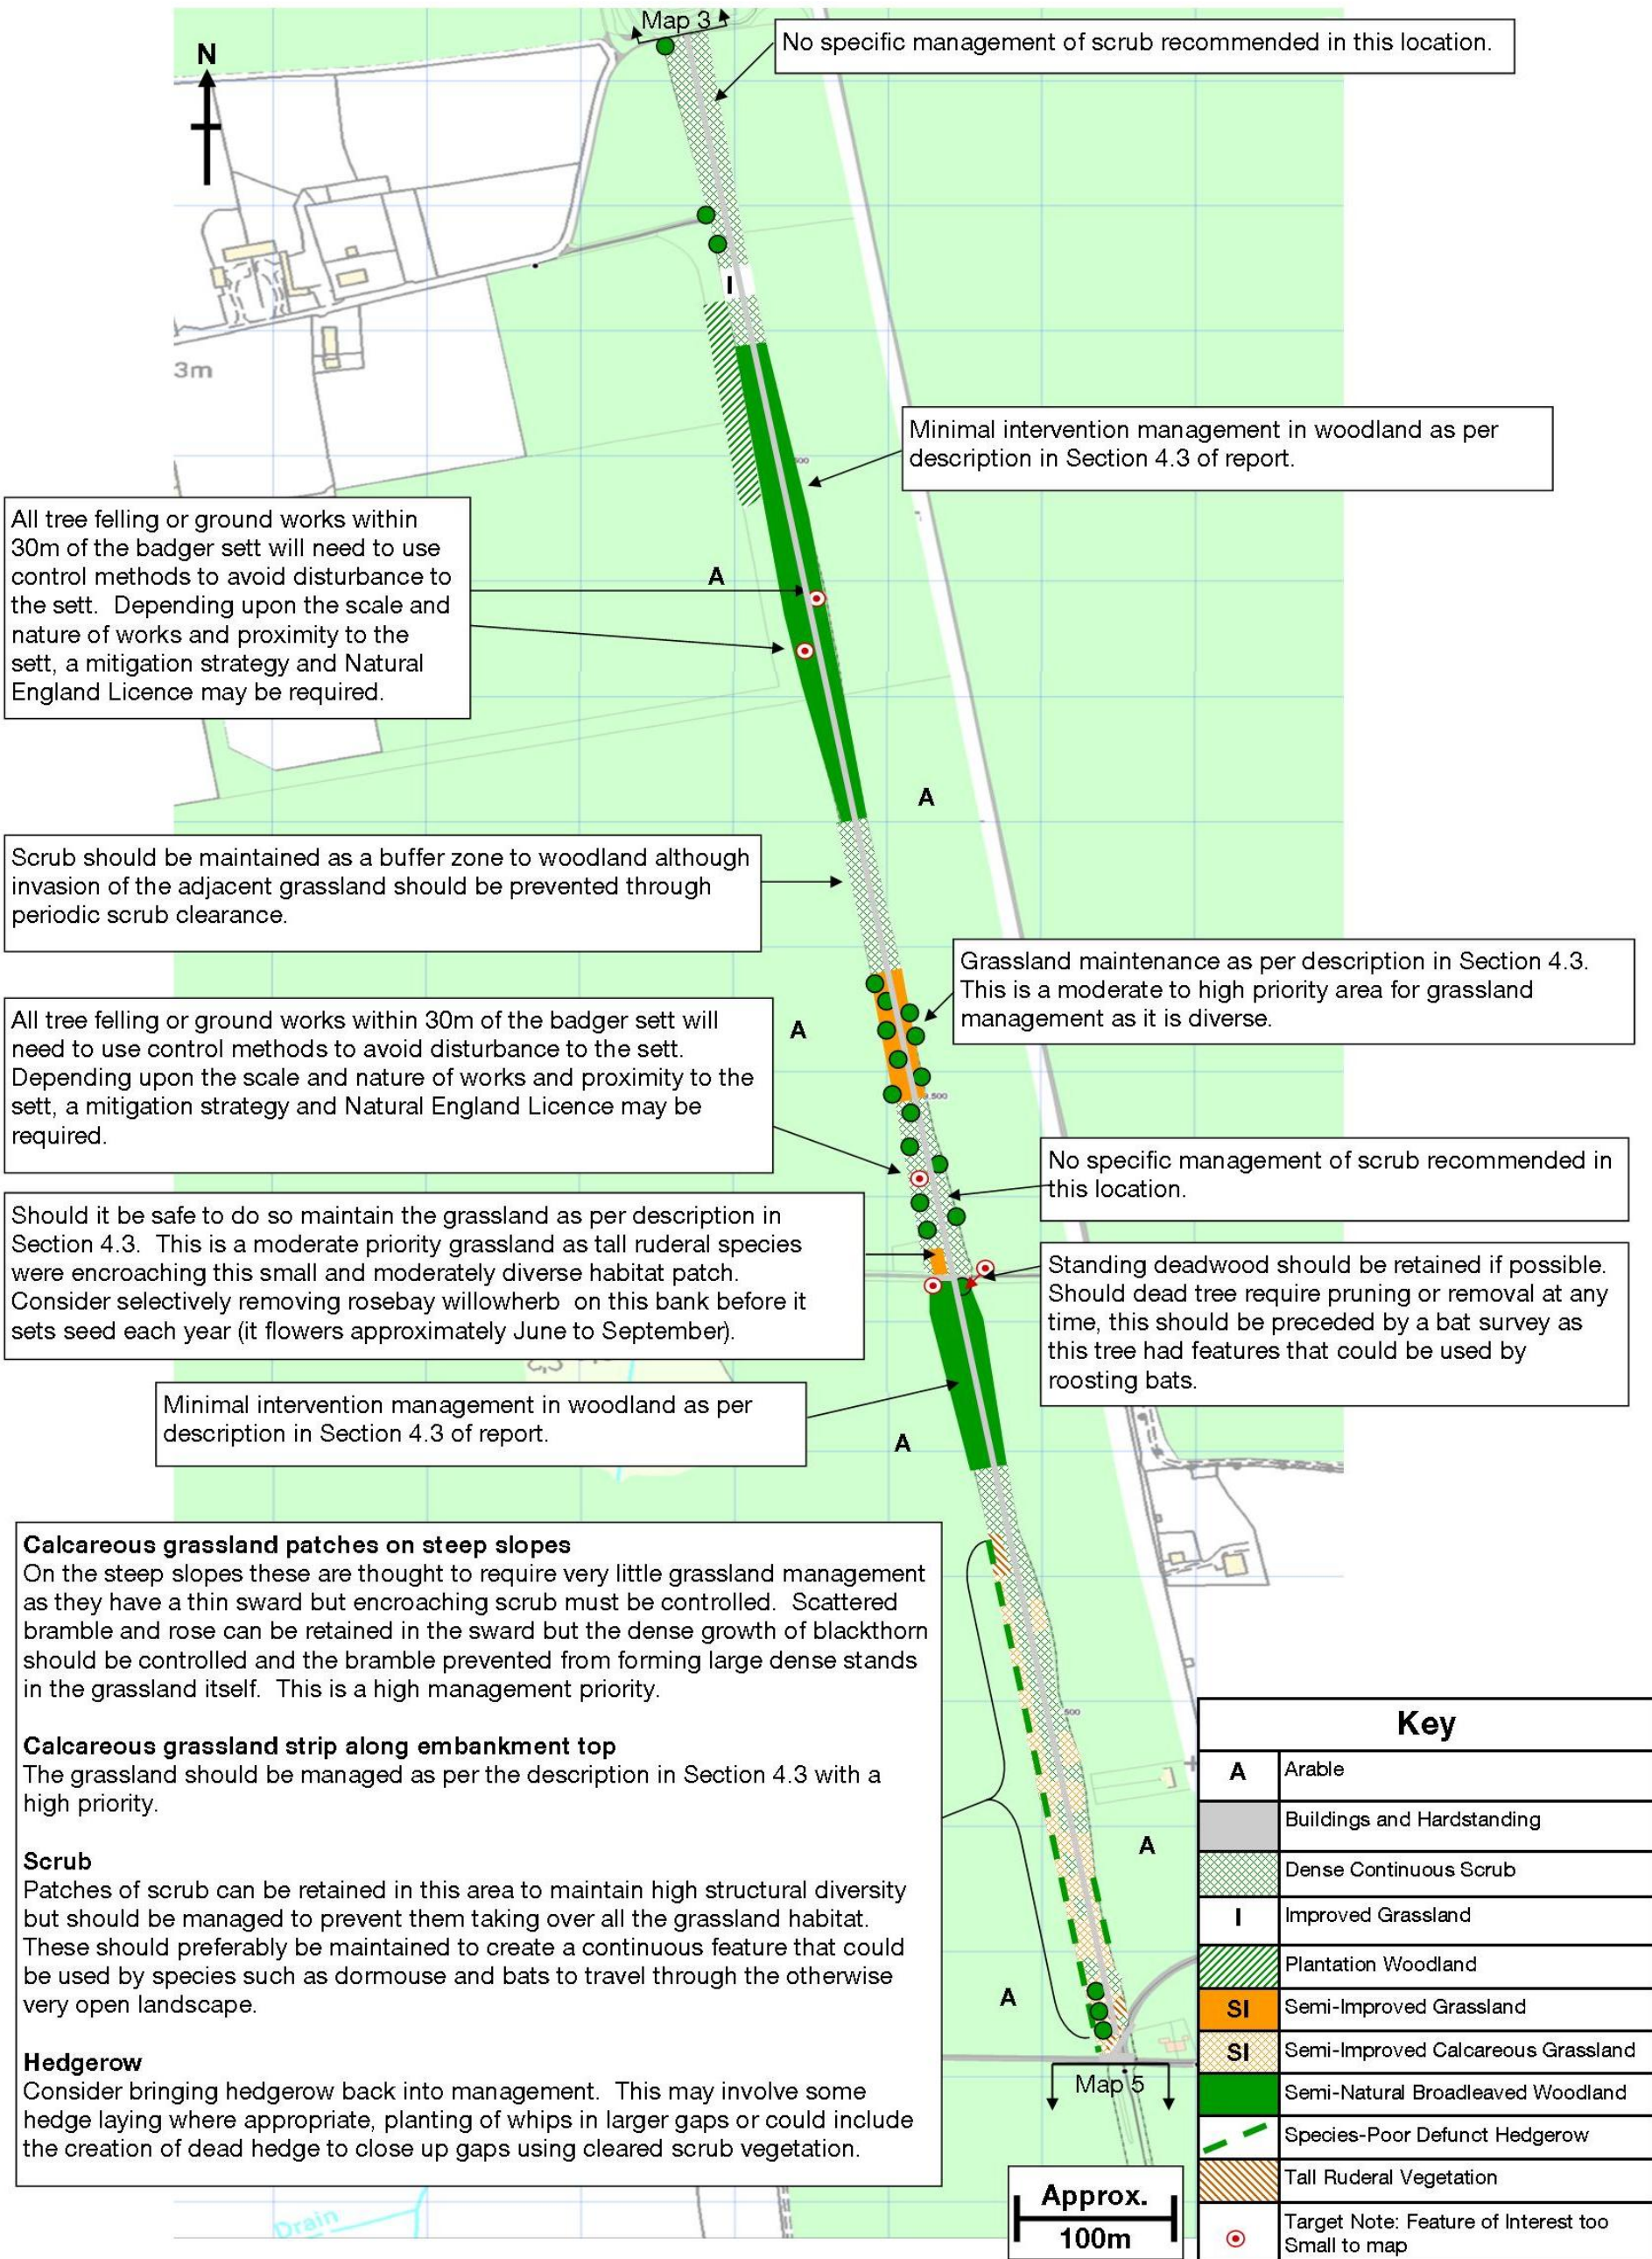 Map 3
No specific management of scrub recommended in this location.
N
I
3m
Minimal intervention management in woodland as per
description in Section 4.3 of report.
500
All tree felling or ground works within
30m of the badger sett will need to use
control methods to avoid disturbance to
the sett. Depending upon the scale and
nature of works and proximity to the
sett, a mitigation strategy and Natural
England Licence may be required.
A
A
Scrub should be maintained as a buffer zone to woodland although
invasion of the adjacent grassland should be prevented through
periodic scrub clearance.
Grassland maintenance as per description in Section 4.3.
This is a moderate to high priority area for grassland
management as it is diverse.
All tree felling or ground works within 30m of the badger sett will
need to use control methods to avoid disturbance to the sett.
Depending upon the scale and nature of works and proximity to the
sett, a mitigation strategy and Natural England Licence may be
required.
A
No specific management of scrub recommended in
this location.
Should it be safe to do so maintain the grassland as per description in
Section 4.3. This is a moderate priority grassland as tall ruderal species
were encroaching this small and moderately diverse habitat patch.
Consider selectively removing rosebay willowherb on this bank before it
sets seed each year (it flowers approximately June to September).
Standing deadwood should be retained if possible.
Should dead tree require pruning or removal at any
time, this should be preceded by a bat survey as
this tree had features that could be used by
roosting bats.
Minimal intervention management in woodland as per
description in Section 4.3 of report.
A
Calcareous grassland patches on steep slopes
On the steep slopes these are thought to require very little grassland management
as they have a thin sward but encroaching scrub must be controlled. Scattered
bramble and rose can be retained in the sward but the dense growth of blackthorn
should be controlled and the bramble prevented from forming large dense stands
in the grassland itself. This is a high management priority.
Calcareous grassland strip along embankment top
The grassland should be managed as per the description in Section 4.3 with a
high priority.
Scrub
Patches of scrub can be retained in this area to maintain high structural diversity
but should be managed to prevent them taking over all the grassland habitat.
These should preferably be maintained to create a continuous feature that could
be used by species such as dormouse and bats to travel through the otherwise
very open landscape.
Hedgerow
Consider bringing hedgerow back into management. This may involve some
hedge laying where appropriate, planting of whips in larger gaps or could include
the creation of dead hedge to close up gaps using cleared scrub vegetation.
500
A
A
Map 5
Key
A Arable
Buildings and Hardstanding
Dense Continuous Scrub
I Improved Grassland
Plantation Woodland
SI Semi-Improved Grassland
SI Semi-Improved Calcareous Grassland
Semi-Natural Broadleaved Woodland
Species-Poor Defunct Hedgerow
Tall Ruderal Vegetation
Target Note: Feature of Interest too
Small to map
Approx.
100m
Drain